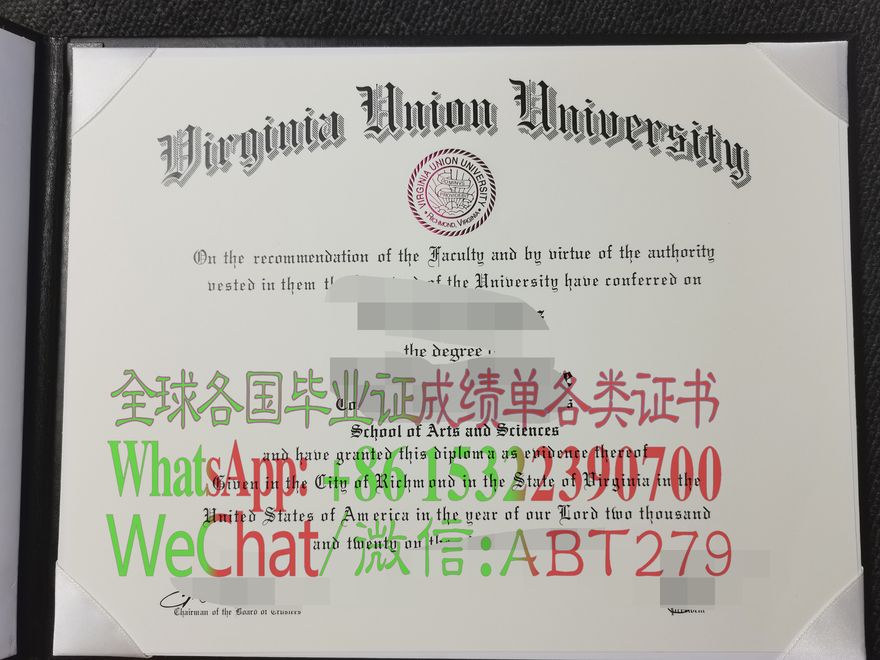 Virginia Union University
VIRGINIA UNION UNIVERSITY
RICHMOND, VIRGINIA
On the recommendation of the Faculty and by virtue of the authority
vested in them of the University have conferred on
the degree
全球各国毕业证成绩单各类证书
School of Arts and Sciences
and have granted this diploma as evidence thereof
WhatsApp: +86 15322390700
Given in the City of Richmond in the State of Virginia in the
United States of America in the year of our Lord two thousand
and twenty on
WeChat/微信:ABT279
Chairman of the Board of Trustees